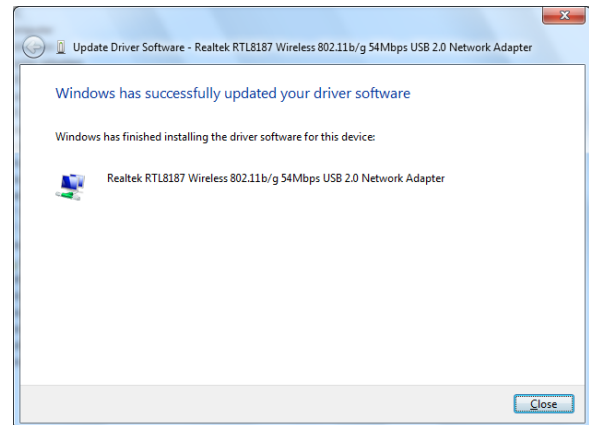 Update Driver Software - Realtek RTL8187 Wireless 802.11b/g 54Mbps USB 2.0 Network Adapter
Windows has successfully updated your driver software
Windows has finished installing the driver software for this device:
Realtek RTL8187 Wireless 802.11b/g 54Mbps USB 2.0 Network Adapter
Close